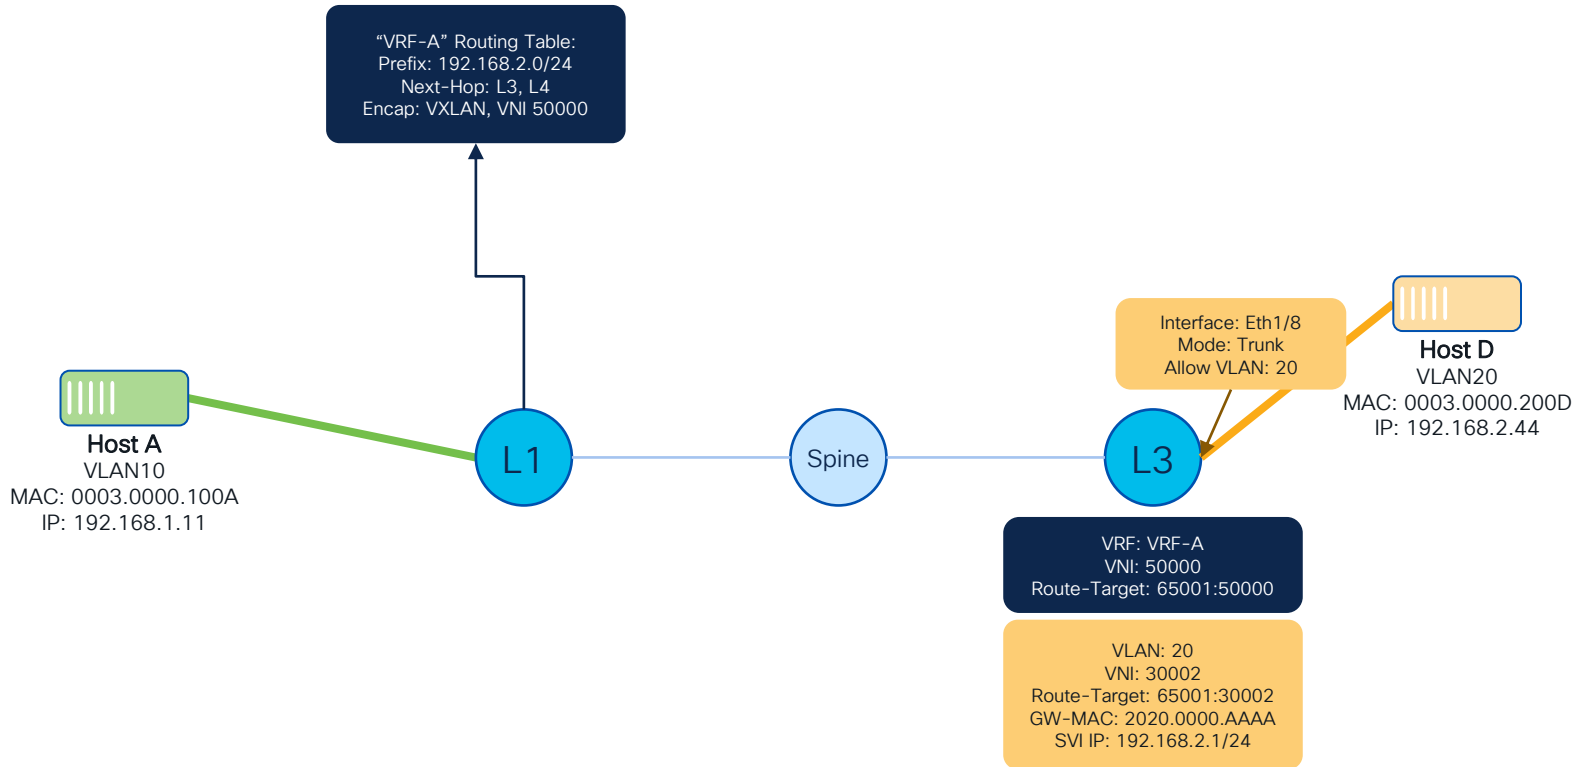 “VRF-A” Routing Table:
Prefix: 192.168.2.0/24
Next-Hop: L3, L4
Encap: VXLAN, VNI 50000
Interface: Eth1/8
Mode: Trunk
Allow VLAN: 20
Host D
VLAN20
MAC: 0003.0000.200D
IP: 192.168.2.44
Host A
VLAN10
MAC: 0003.0000.100A
IP: 192.168.1.11
L1
Spine
L3
VRF: VRF-A
VNI: 50000
Route-Target: 65001:50000
VLAN: 20
VNI: 30002
Route-Target: 65001:30002
GW-MAC: 2020.0000.AAAA
SVI IP: 192.168.2.1/24